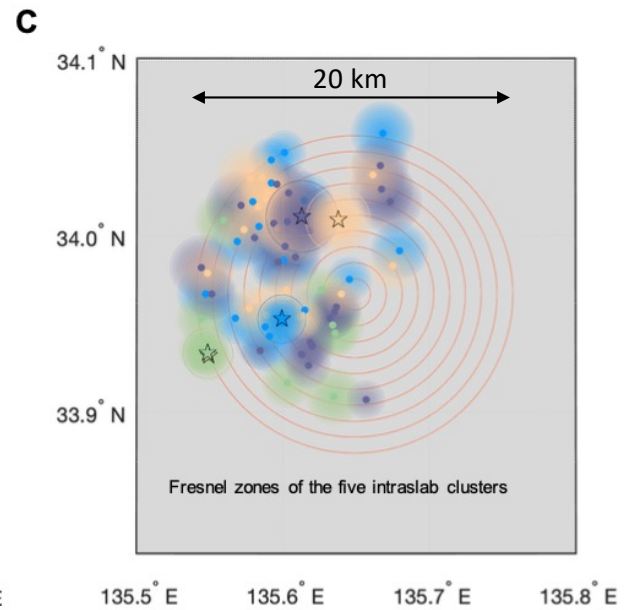 C
34.1° N
20 km
34.0° N
33.9° N
Fresnel zones of the five intraslab clusters
E
135.5° E 135.6° E 135.7° E 135.8° E